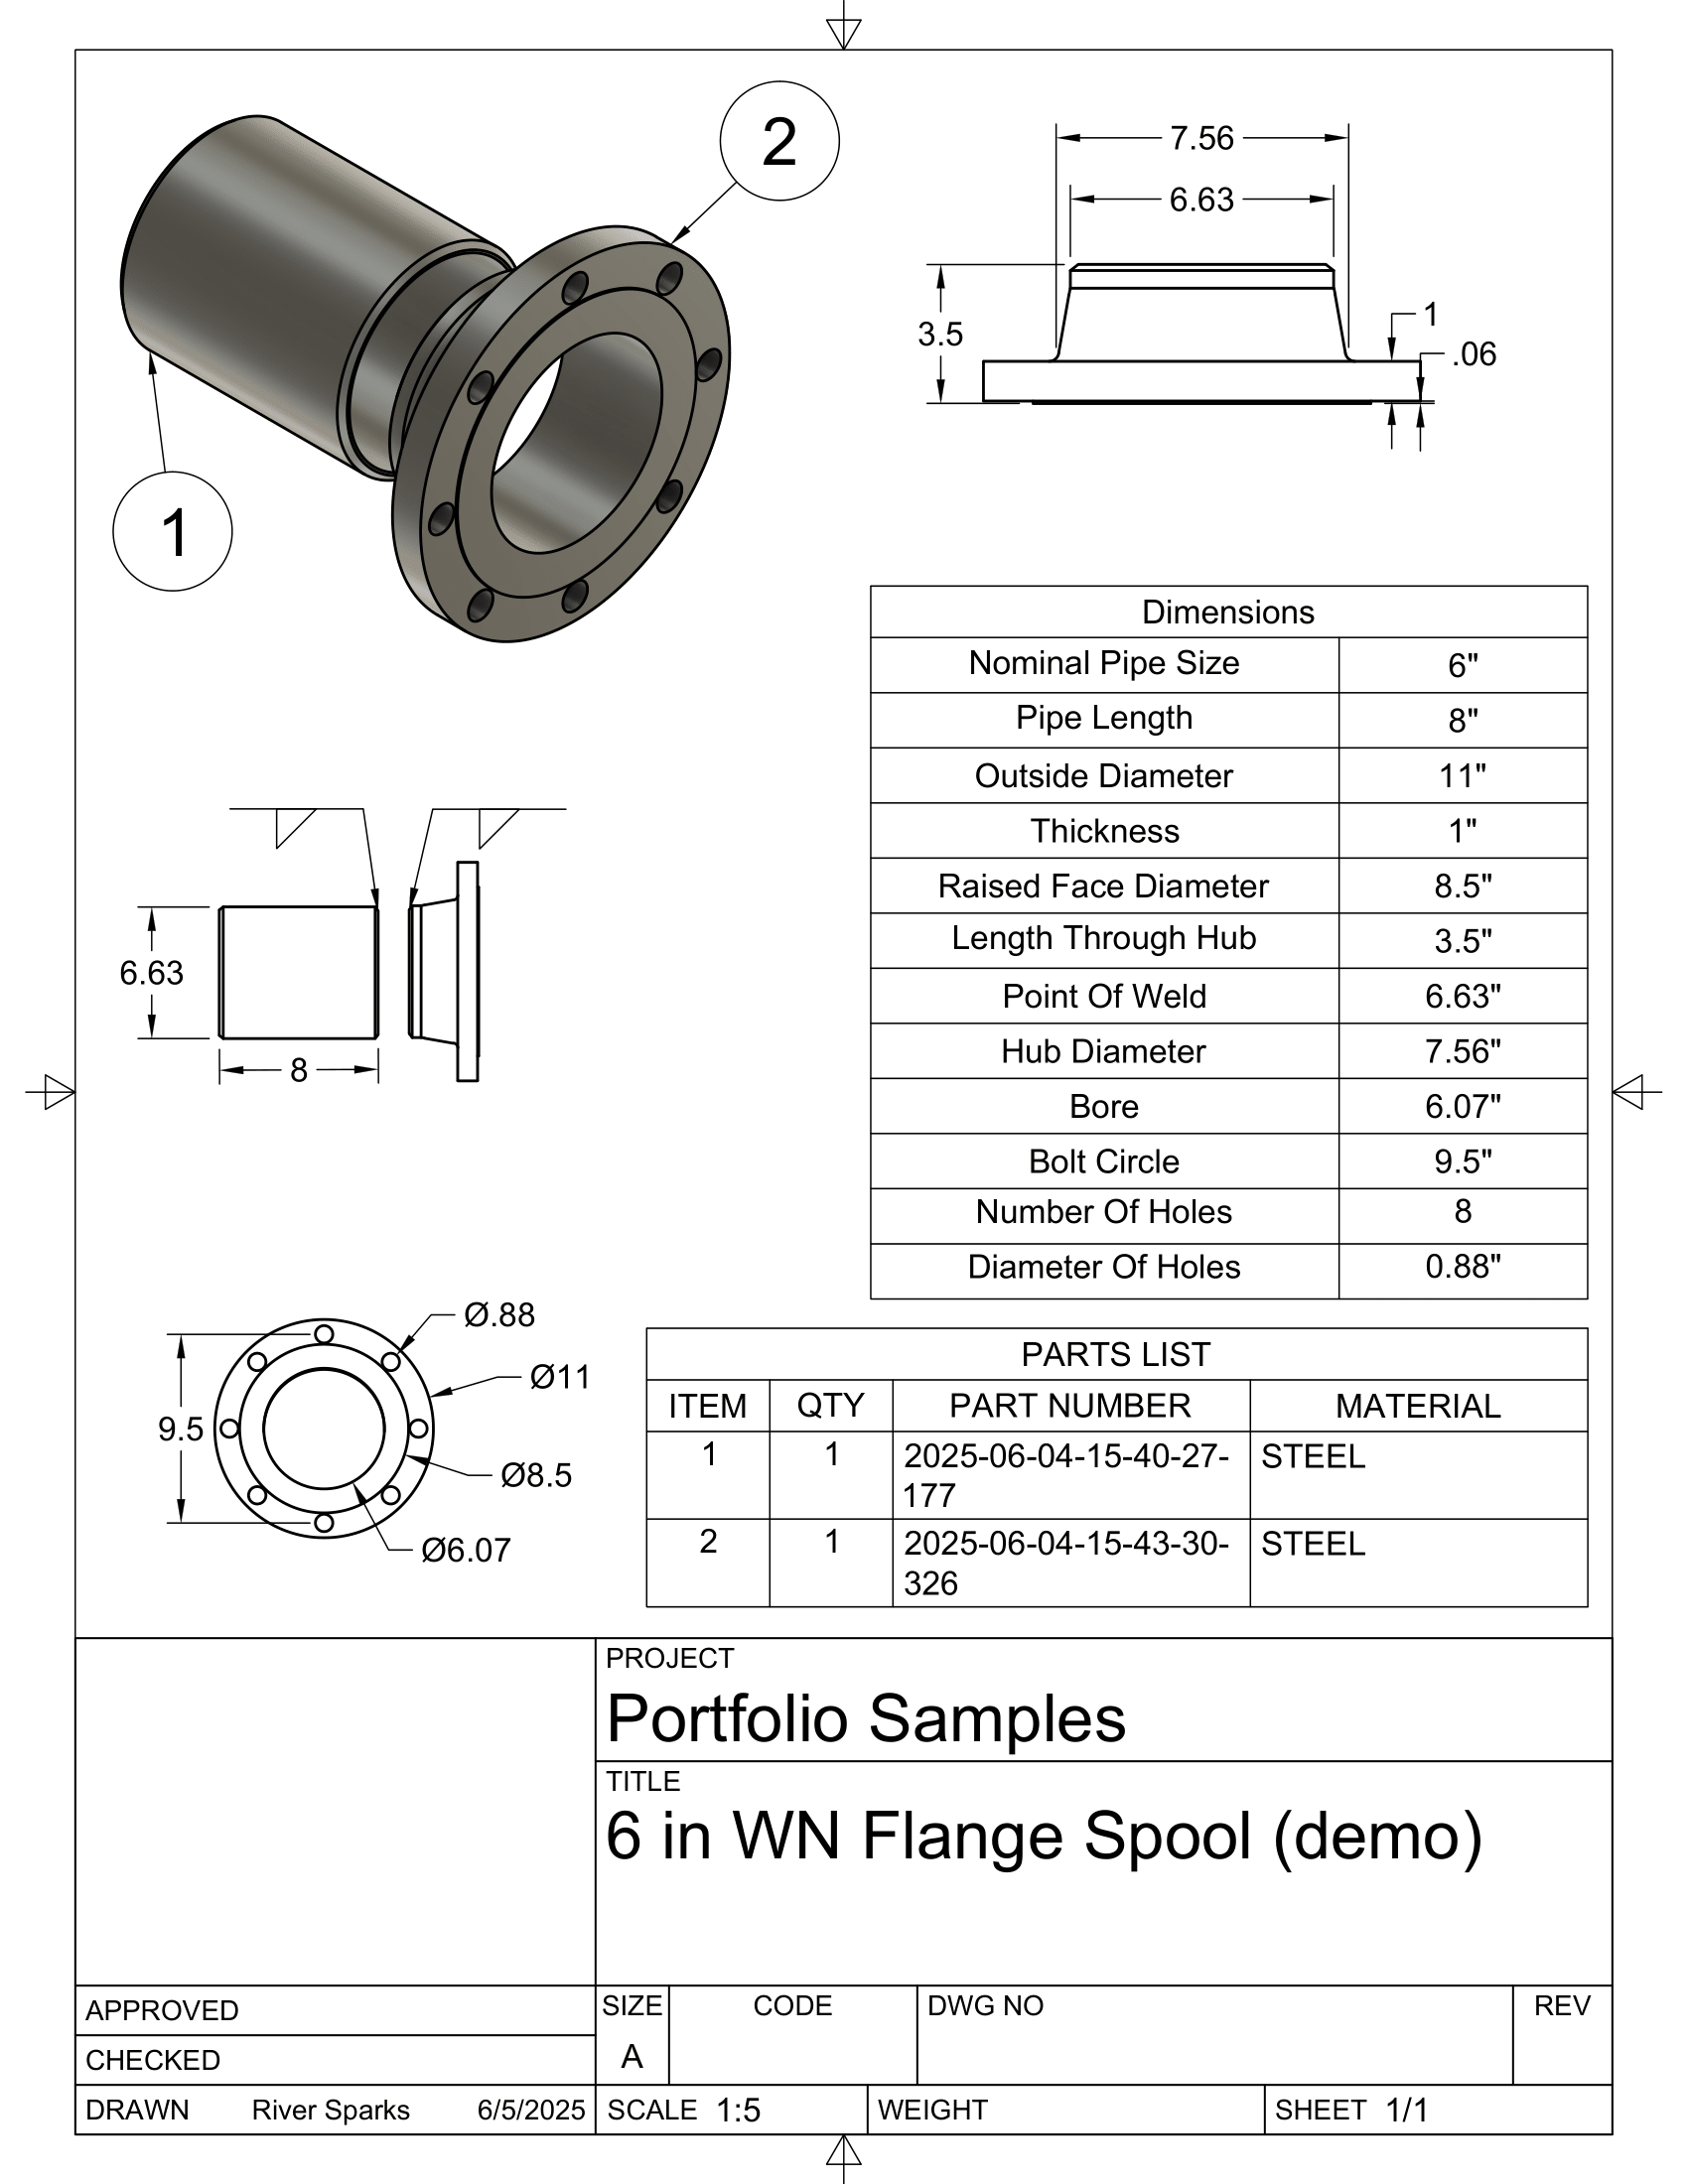 2
1
7.56
6.63
3.5
1
.06
Dimensions
Nominal Pipe Size 6"
Pipe Length 8"
Outside Diameter 11"
Thickness 1"
Raised Face Diameter 8.5"
Length Through Hub 3.5"
Point Of Weld 6.63"
Hub Diameter 7.56"
Bore 6.07"
Bolt Circle 9.5"
Number Of Holes 8
Diameter Of Holes 0.88"
6.63
8
Ø.88
Ø11
9.5
Ø8.5
Ø6.07
PARTS LIST
ITEM QTY PART NUMBER MATERIAL
1 1 2025-06-04-15-40-27- STEEL
177
2 1 2025-06-04-15-43-30- STEEL
326
PROJECT
Portfolio Samples
TITLE
6 in WN Flange Spool (demo)
APPROVED
CHECKED
DRAWN River Sparks 6/5/2025
SIZE CODE DWG NO REV
A
SCALE 1:5 WEIGHT SHEET 1/1